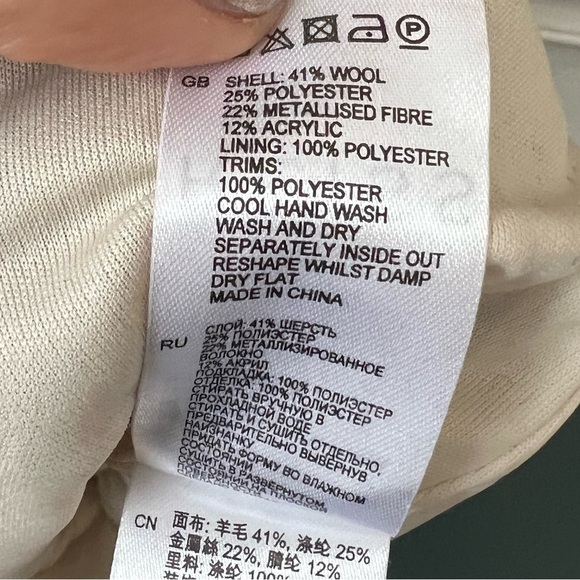 GB SHELL: 41% WOOL
25% POLYESTER
22% METALLISED FIBRE
12% ACRYLIC
LINING: 100% POLYESTER
TRIMS:
100% POLYESTER
COOL HAND WASH
WASH AND DRY
SEPARATELY INSIDE OUT
RESHAPE WHILST DAMP
DRY FLAT
MADE IN CHINA
RU СЛОЙ: 41% ШЕРСТЬ
25% ПОЛИЭСТЕР
22% МЕТАЛЛИЗИРОВАННОЕ
ВОЛОКНО
12% АКРИЛ
ПОДКЛАДКА: 100% ПОЛИЭСТЕР
ОТДЕЛКА: 100% ПОЛИЭСТЕР
СТИРАТЬ ВРУЧНУЮ В
ПРОХЛАДНОЙ ВОДЕ
СТИРАТЬ И СУШИТЬ ОТДЕЛЬНО,
ПРЕДВАРИТЕЛЬНО ВЫВЕРНУВ
НАИЗНАНКУ
ПРИДАТЬ ФОРМУ ВО ВЛАЖНОМ
СОСТОЯНИИ
СУШИТЬ В РАЗВЕРНУТОМ
CN 面布: 羊毛 41%, 涤纶 25%
金屬絲 22%, 腈纶 12%
里料: 涤纶 100%